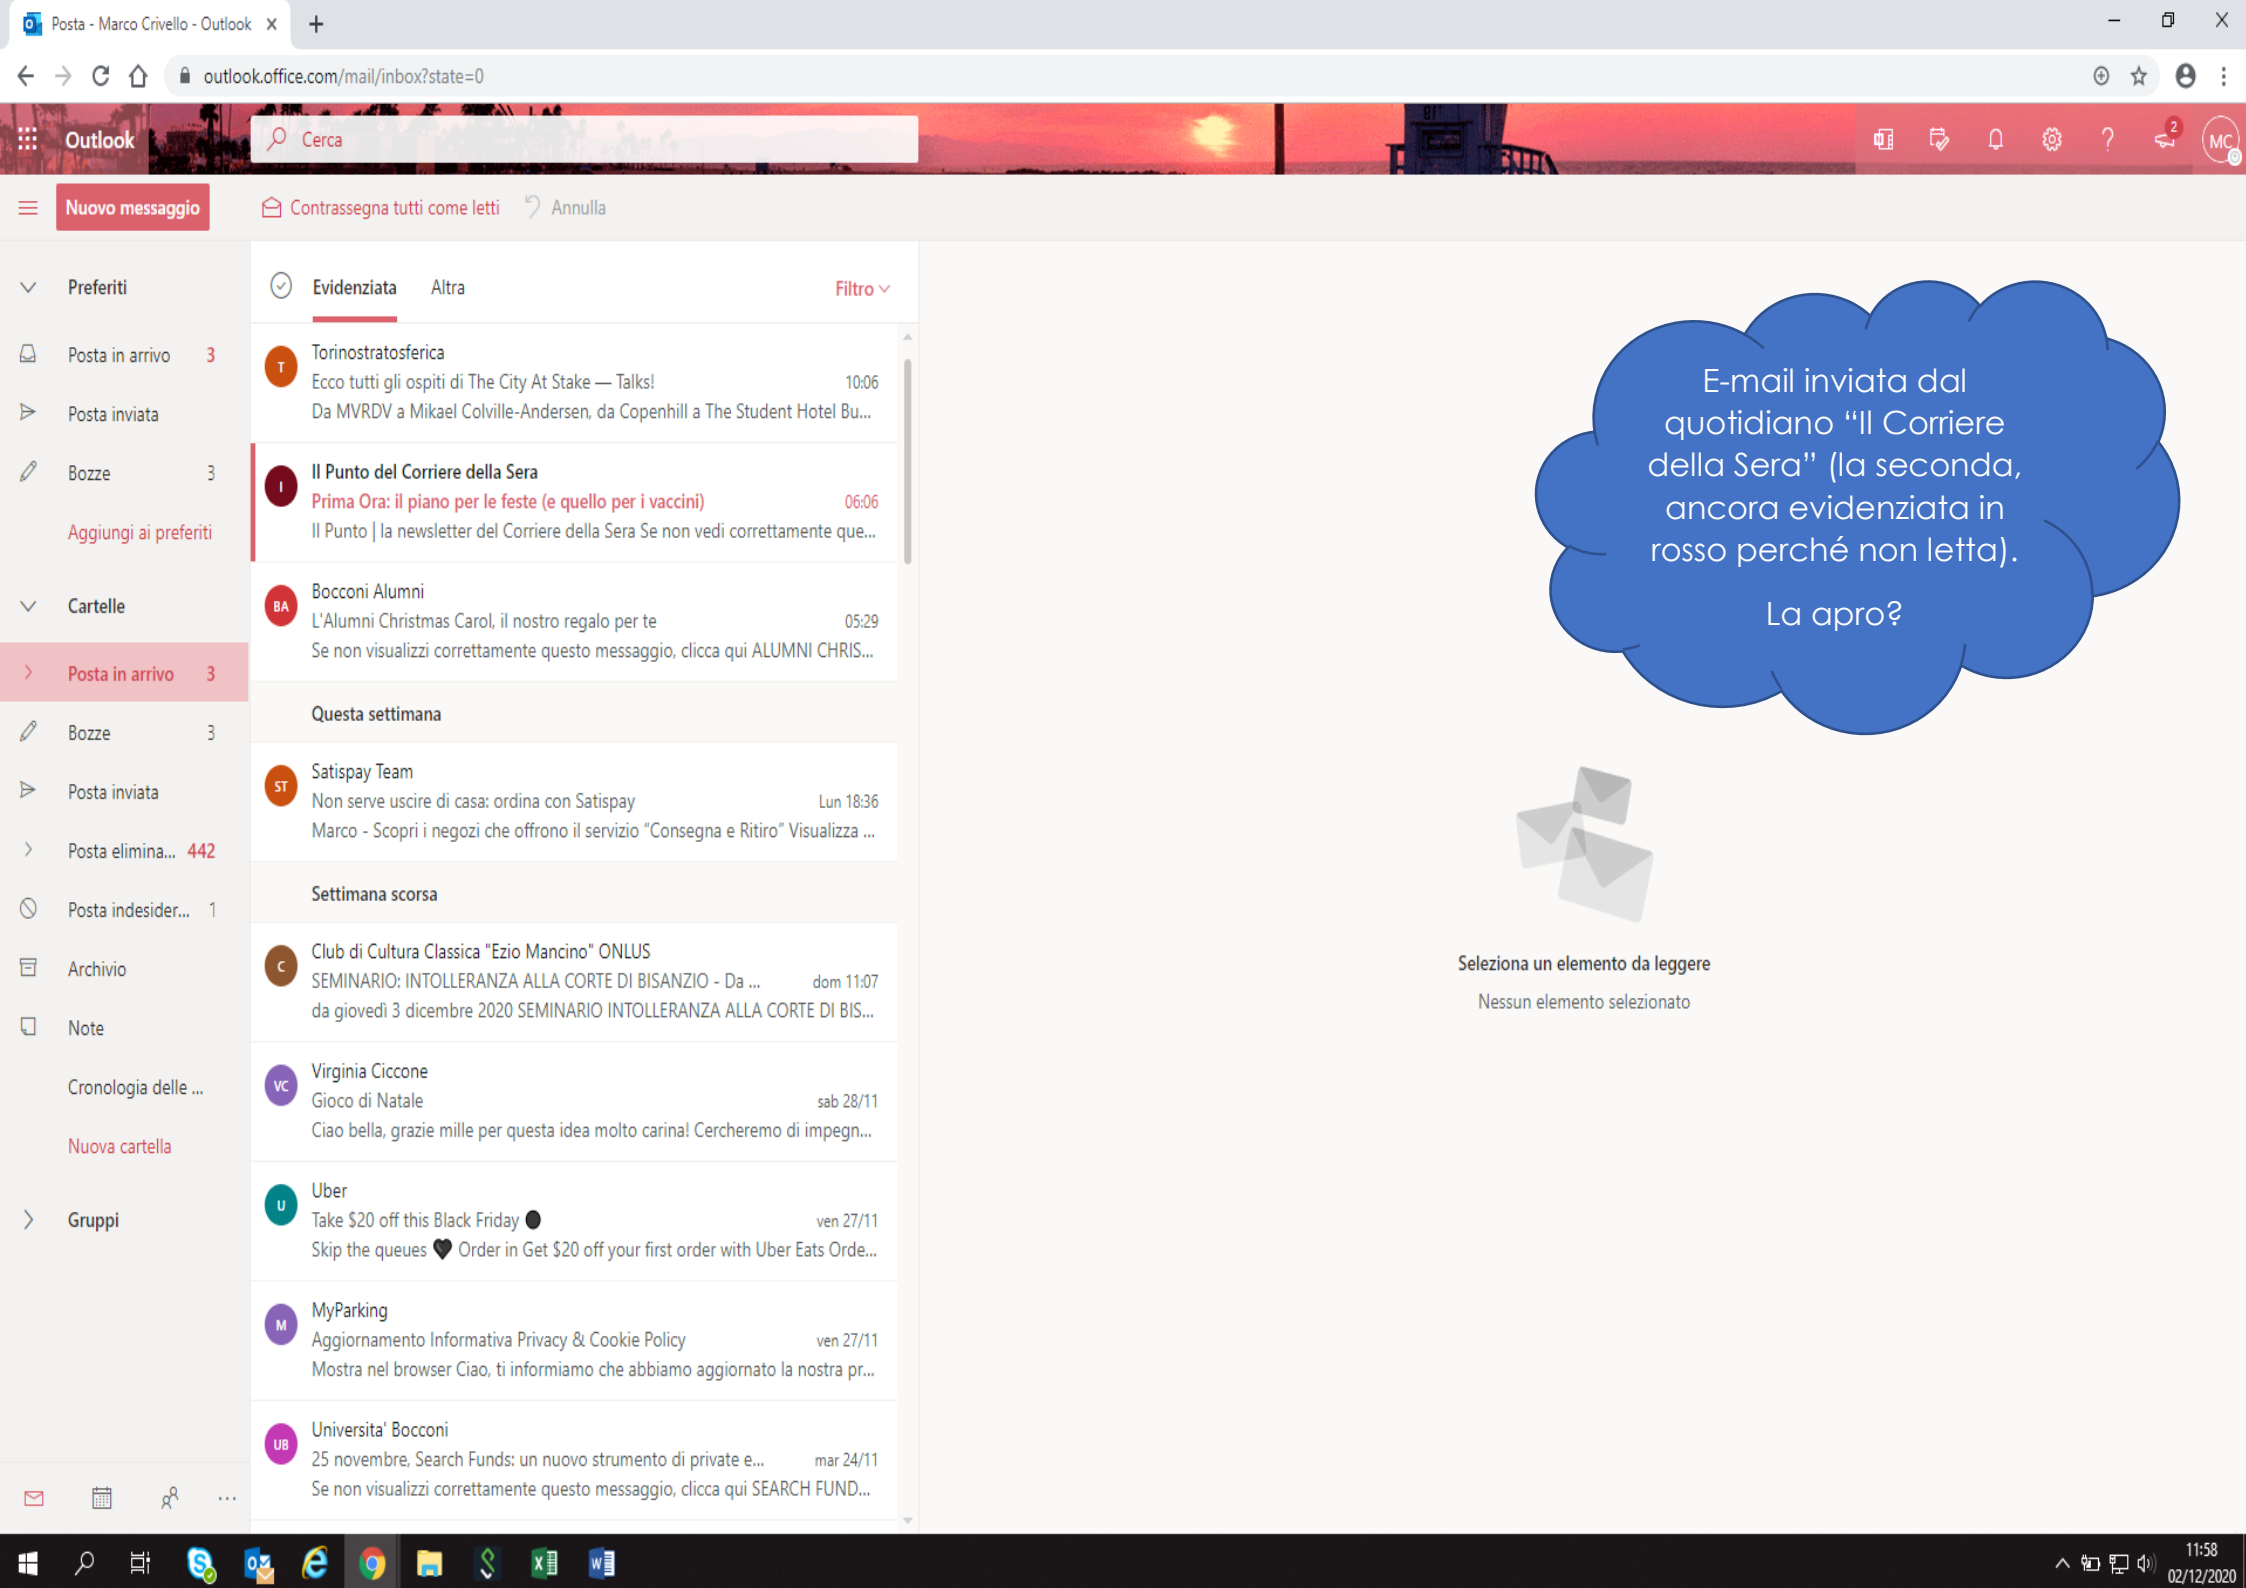 Posta - Marco Crivello - Outlook
outlook.office.com/mail/inbox?state=0
Outlook
Cerca
2
MC
Nuovo messaggio
Contrassegna tutti come letti
Annulla
Preferiti
Posta in arrivo 3
Posta inviata
Bozze 3
Aggiungi ai preferiti
Cartelle
Posta in arrivo 3
Bozze 3
Posta inviata
Posta elimina... 442
Posta indesider... 1
Archivio
Note
Cronologia delle ...
Nuova cartella
Gruppi
Evidenziata Altra Filtro
T
Torinostratosferica
Ecco tutti gli ospiti di The City At Stake — Talks! 10:06
Da MVRDV a Mikael Colville-Andersen, da Copenhill a The Student Hotel Bu...
I
Il Punto del Corriere della Sera
Prima Ora: il piano per le feste (e quello per i vaccini) 06:06
Il Punto | la newsletter del Corriere della Sera Se non vedi correttamente que...
BA
Bocconi Alumni
L'Alumni Christmas Carol, il nostro regalo per te 05:29
Se non visualizzi correttamente questo messaggio, clicca qui ALUMNI CHRIS...
Questa settimana
ST
Satispay Team
Non serve uscire di casa: ordina con Satispay Lun 18:36
Marco - Scopri i negozi che offrono il servizio "Consegna e Ritiro" Visualizza ...
Settimana scorsa
C
Club di Cultura Classica "Ezio Mancino" ONLUS
SEMINARIO: INTOLLERANZA ALLA CORTE DI BISANZIO - Da ... dom 11:07
da giovedì 3 dicembre 2020 SEMINARIO INTOLLERANZA ALLA CORTE DI BIS...
VC
Virginia Ciccone
Gioco di Natale sab 28/11
Ciao bella, grazie mille per questa idea molto carina! Cercheremo di impegn...
U
Uber
Take $20 off this Black Friday ven 27/11
Skip the queues 🖤 Order in Get $20 off your first order with Uber Eats Orde...
M
MyParking
Aggiornamento Informativa Privacy & Cookie Policy ven 27/11
Mostra nel browser Ciao, ti informiamo che abbiamo aggiornato la nostra pr...
UB
Universita' Bocconi
25 novembre, Search Funds: un nuovo strumento di private e... mar 24/11
Se non visualizzi correttamente questo messaggio, clicca qui SEARCH FUND...
E-mail inviata dal
quotidiano “Il Corriere
della Sera” (la seconda,
ancora evidenziata in
rosso perché non letta).
La apro?
Seleziona un elemento da leggere
Nessun elemento selezionato
11:58
02/12/2020